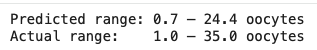 Predicted range: 0.7 – 24.4 oocytes
Actual range:    1.0 – 35.0 oocytes